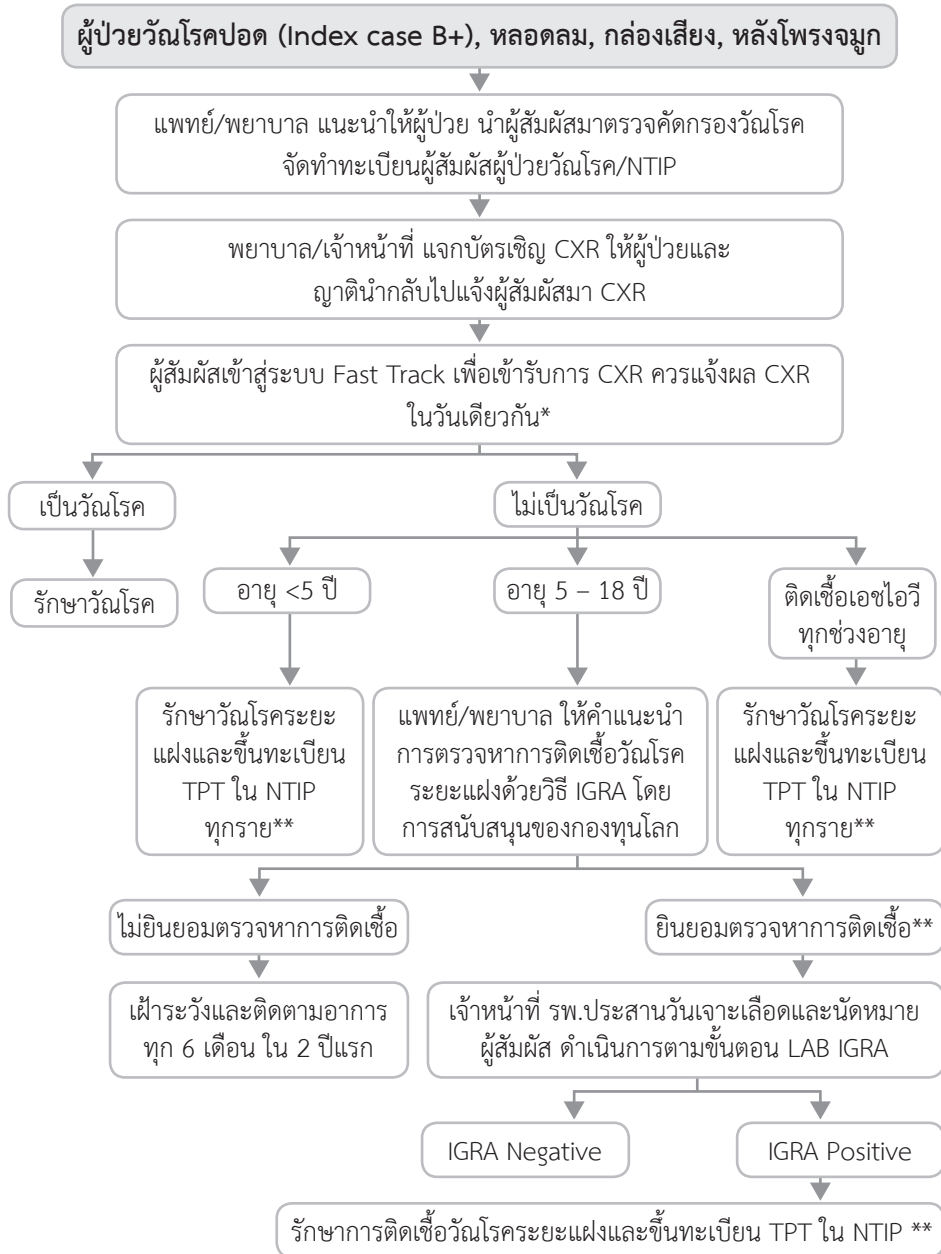 ผู้ป่วยวัณโรคปอด (Index case B+), หลอดลม, กล่องเสียง, หลังโพรงจมูก
แพทย์/พยาบาล แนะนำให้ผู้ป่วย นำผู้สัมผัสมาตรวจคัดกรองวัณโรค
จัดทำทะเบียนผู้สัมผัสผู้ป่วยวัณโรค/NTIP
พยาบาล/เจ้าหน้าที่ แจกบัตรเชิญ CXR ให้ผู้ป่วยและ
ญาตินำกลับไปแจ้งผู้สัมผัสมา CXR
ผู้สัมผัสเข้าสู่ระบบ Fast Track เพื่อเข้ารับการ CXR ควรแจ้งผล CXR
ในวันเดียวกัน*
เป็นวัณโรค
ไม่เป็นวัณโรค
รักษาวัณโรค
อายุ <5 ปี
อายุ 5 – 18 ปี
ติดเชื้อเอชไอวี
ทุกช่วงอายุ
รักษาวัณโรคระยะ
แฝงและขึ้นทะเบียน
TPT ใน NTIP
ทุกราย**
แพทย์/พยาบาล ให้คำแนะนำ
การตรวจหาการติดเชื้อวัณโรค
ระยะแฝงด้วยวิธี IGRA โดย
การสนับสนุนของกองทุนโลก
รักษาวัณโรคระยะ
แฝงและขึ้นทะเบียน
TPT ใน NTIP
ทุกราย**
ไม่ยินยอมตรวจหาการติดเชื้อ
ยินยอมตรวจหาการติดเชื้อ**
เฝ้าระวังและติดตามอาการ
ทุก 6 เดือน ใน 2 ปีแรก
เจ้าหน้าที่ รพ.ประสานวันเจาะเลือดและนัดหมาย
ผู้สัมผัส ดำเนินการตามขั้นตอน LAB IGRA
IGRA Negative
IGRA Positive
รักษาการติดเชื้อวัณโรคระยะแฝงและขึ้นทะเบียน TPT ใน NTIP **